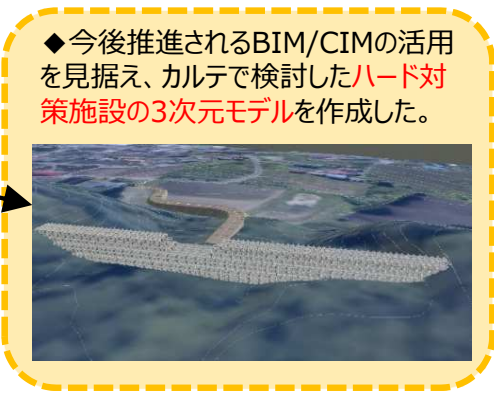 ◆今後推進されるBIM/CIMの活用
を見据え、カルテで検討したハード対
策施設の3次元モデルを作成した。